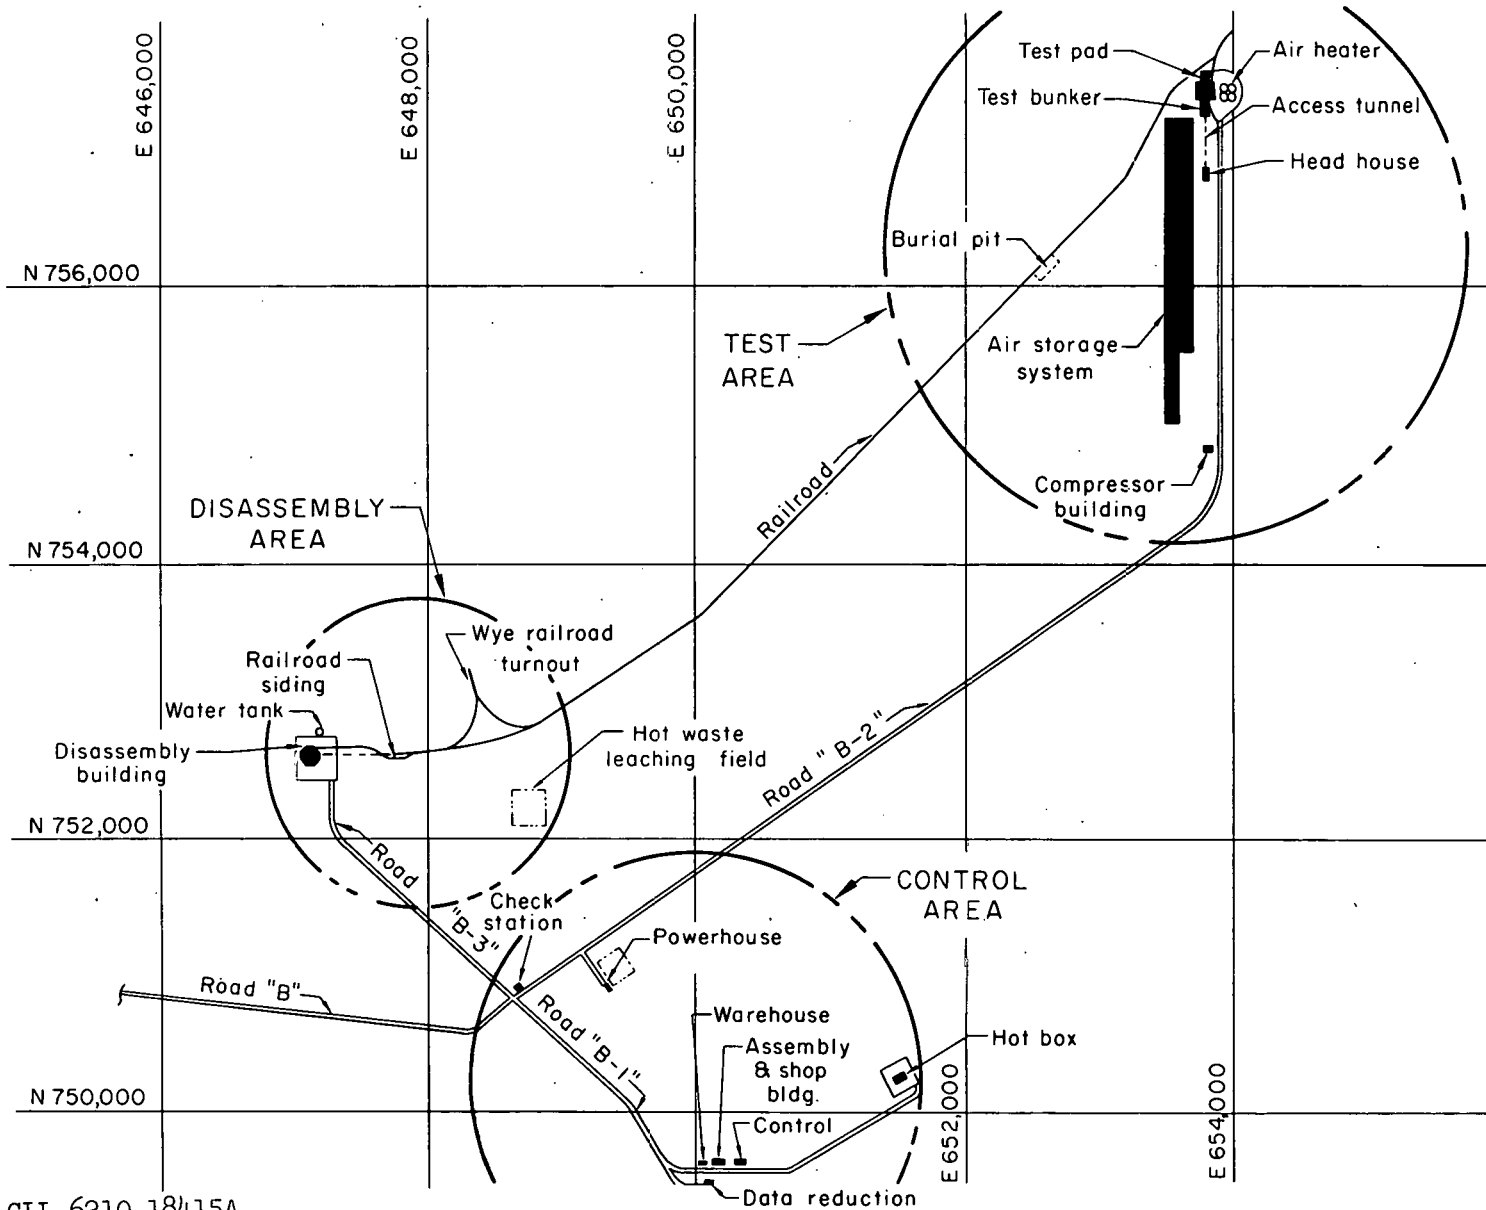 E 646,000
E 648,000
E 650,000
Test pad
Air heater
Test bunker
Access tunnel
Head house
Burial pit
N 756,000
TEST
AREA
Air storage
system
Railroad
Compressor
building
DISASSEMBLY
AREA
N 754,000
Wye railroad
turnout
Railroad
siding
Water tank
Disassembly
building
Hot waste
leaching field
Road "B-2"
N 752,000
Road
"B-3"
CONTROL
AREA
Check
station
Powerhouse
Road "B"
Road "B-1"
Warehouse
Assembly
& shop
bldg.
Hot box
N 750,000
Control
E 652,000
E 654,000
Data reduction